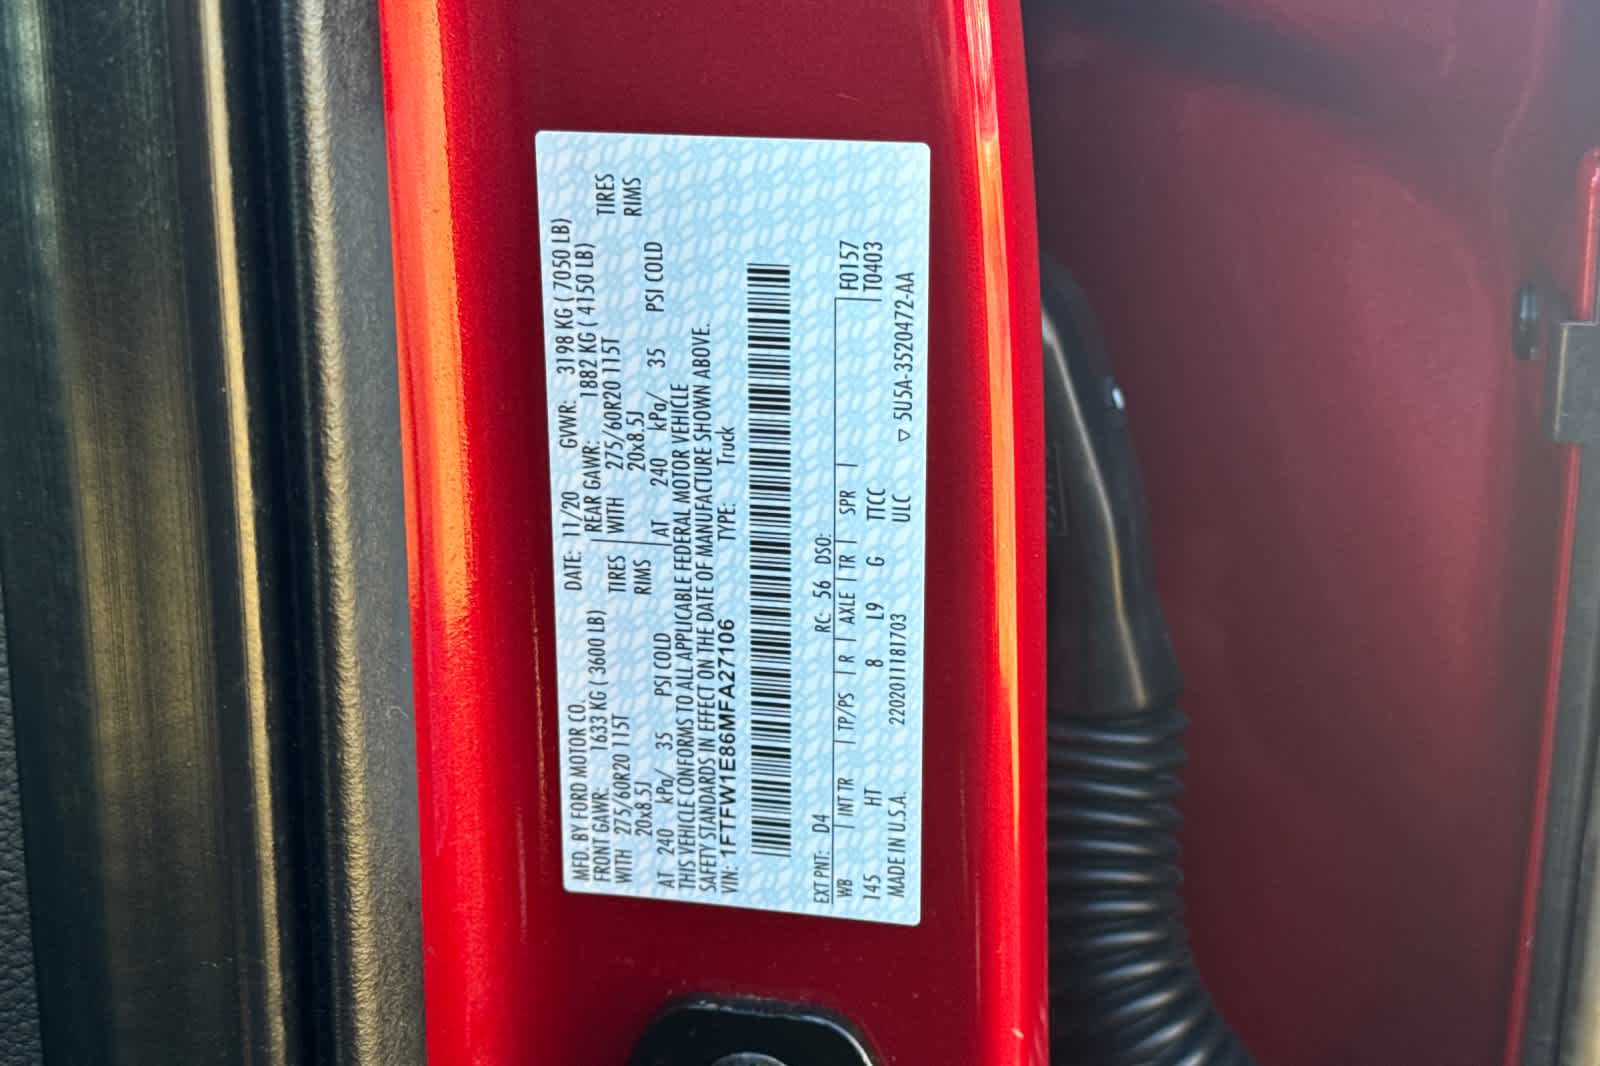 MFD. BY FORD MOTOR CO. DATE: 11/20 GVWR: 3198 KG ( 7050 LB)
FRONT GAWR: 1633 KG ( 3600 LB) REAR GAWR: 1882 KG ( 4150 LB)
WITH 275/60R20 115T TIRES WITH 275/60R20 115T TIRES
20x8.5J RIMS 20x8.5J RIMS
AT 240 kPa/ 35 PSI COLD AT 240 kPa/ 35 PSI COLD
THIS VEHICLE CONFORMS TO ALL APPLICABLE FEDERAL MOTOR VEHICLE
SAFETY STANDARDS IN EFFECT ON THE DATE OF MANUFACTURE SHOWN ABOVE.
VIN: 1FTFW1E86MFA27106 TYPE: Truck
EXT PNT: D4 RC: 56 DSO: F0157
WB | INT TR | TP/PS | R | AXLE | TR | SPR | T0403
145 HT 8 L9 G TTCC
MADE IN U.S.A. 22020111817​03 ULC ▽ 5U5A-3520472-AA